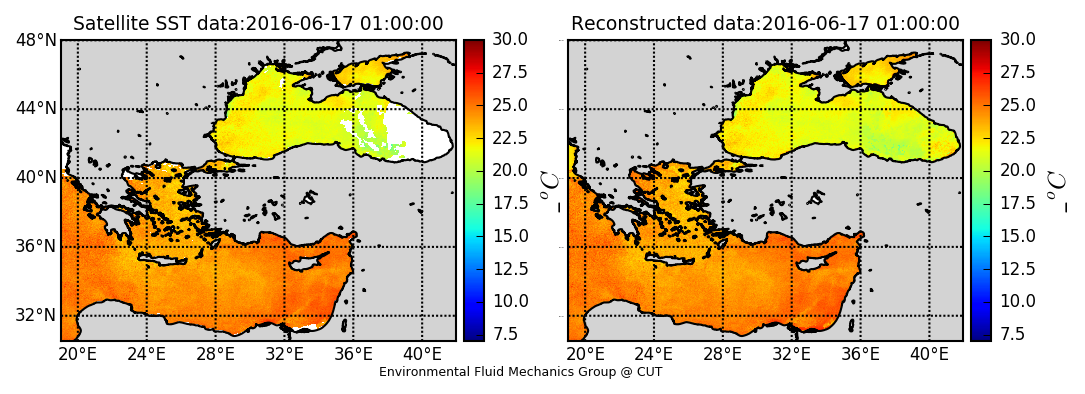 Satellite SST data:2016-06-17 01:00:00
Reconstructed data:2016-06-17 01:00:00
48°N
44°N
40°N
36°N
32°N
20°E 24°E 28°E 32°E 36°E 40°E
30.0
27.5
25.0
22.5
20.0
17.5
15.0
12.5
10.0
7.5
_ °C
20°E 24°E 28°E 32°E 36°E 40°E
30.0
27.5
25.0
22.5
20.0
17.5
15.0
12.5
10.0
7.5
_ °C
Environmental Fluid Mechanics Group @ CUT